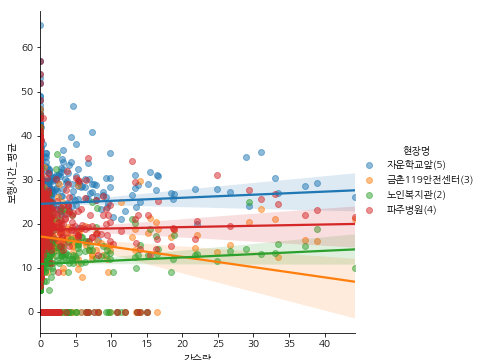 60
50
40
30
20
10
0
보행시간_평균
0 5 10 15 20 25 30 35 40
강수량
현장명
자운학교앞(5)
금촌119안전센터(3)
노인복지관(2)
파주병원(4)